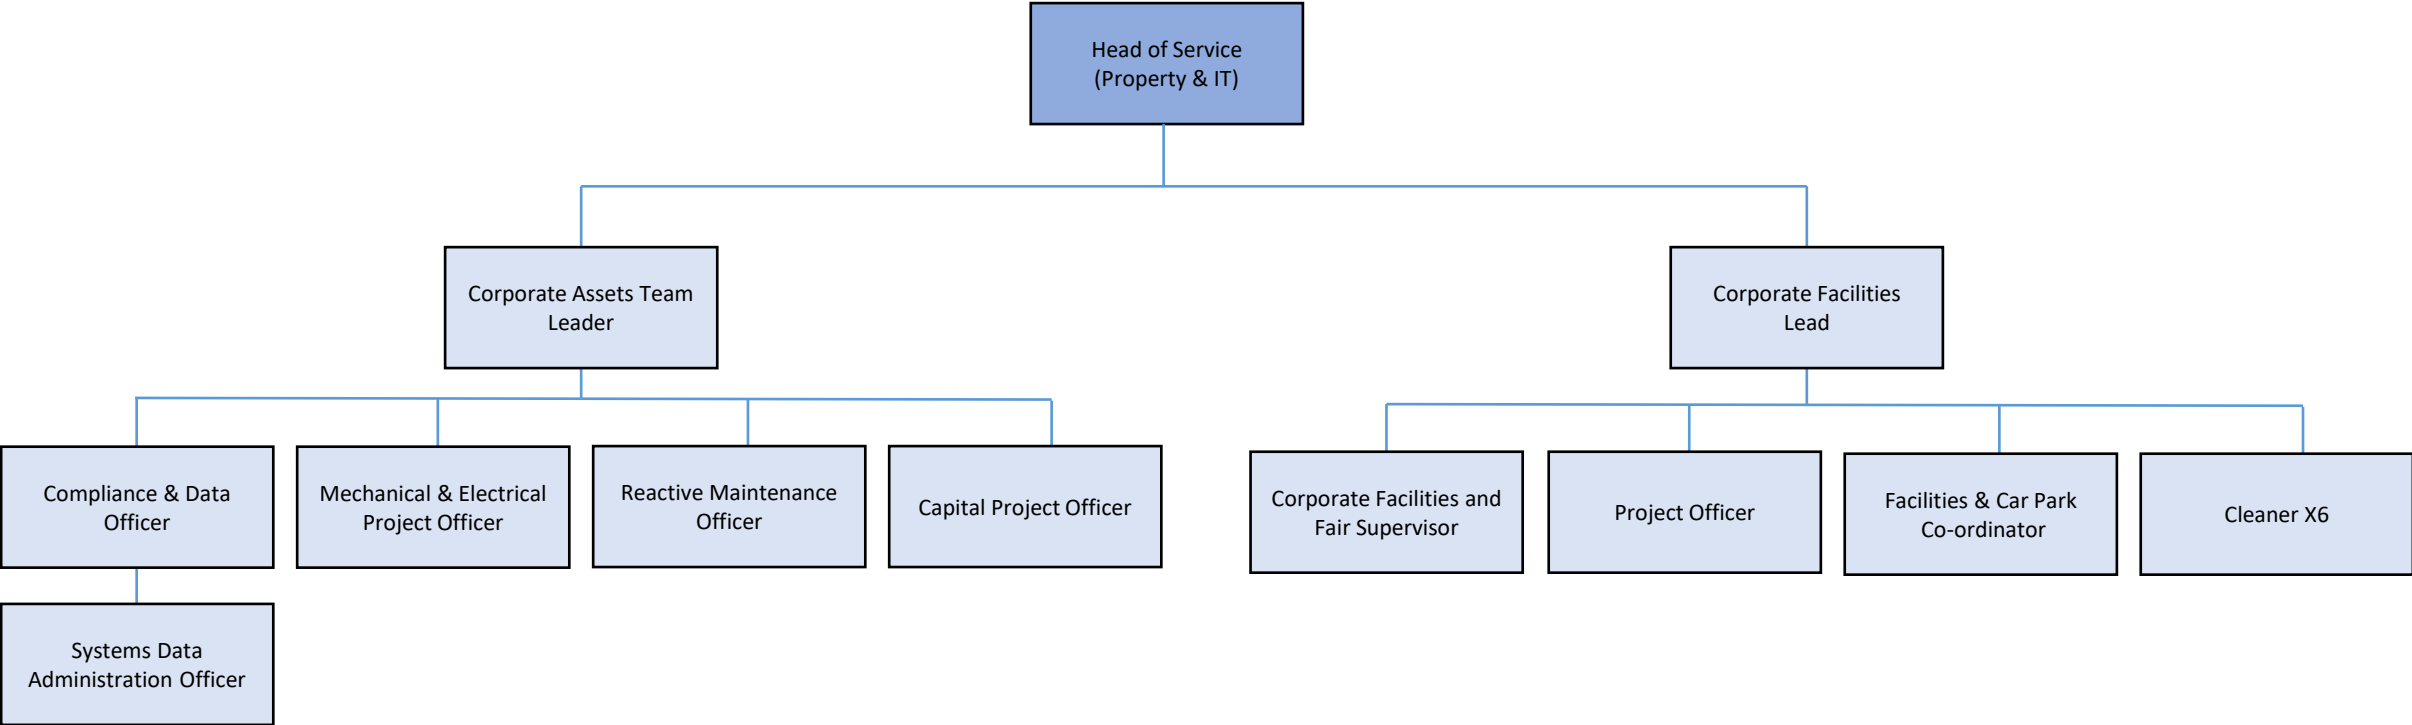 Head of Service
(Property & IT)
Corporate Assets Team
Leader
Corporate Facilities
Lead
Compliance & Data
Officer
Mechanical & Electrical
Project Officer
Reactive Maintenance
Officer
Capital Project Officer
Corporate Facilities and
Fair Supervisor
Project Officer
Facilities & Car Park
Co-ordinator
Cleaner X6
Systems Data
Administration Officer